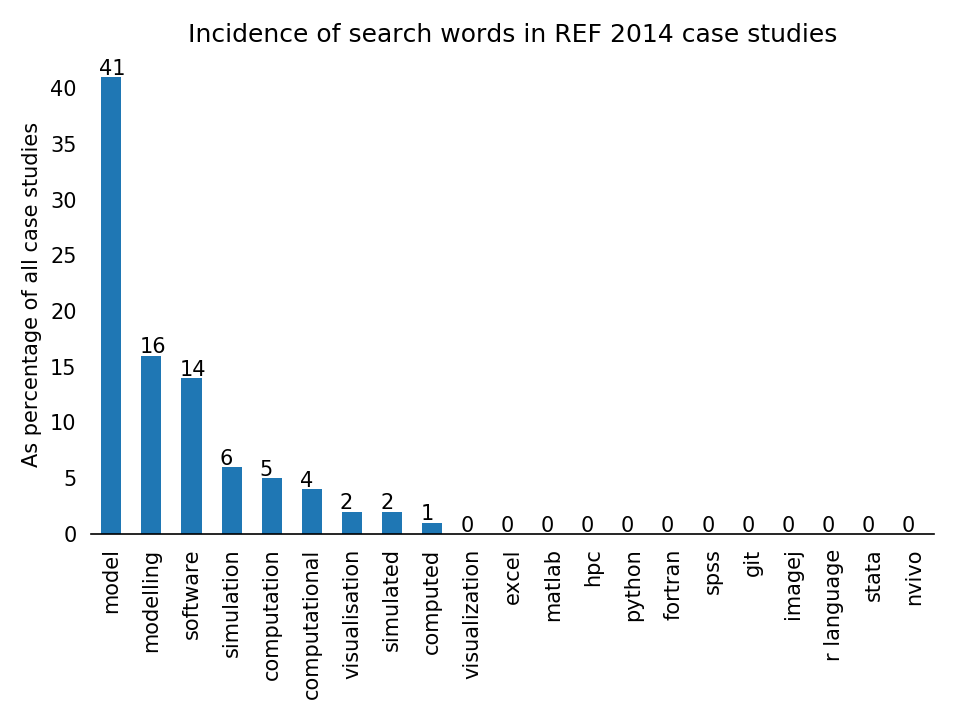 Incidence of search words in REF 2014 case studies
As percentage of all case studies
40
35
30
25
20
15
10
5
0
41
16
14
6
5
4
2
2
1
0
0
0
0
0
0
0
0
0
0
0
0
model
modelling
software
simulation
computation
computational
visualisation
simulated
computed
visualization
excel
matlab
hpc
python
fortran
spss
git
imagej
r language
stata
nvivo